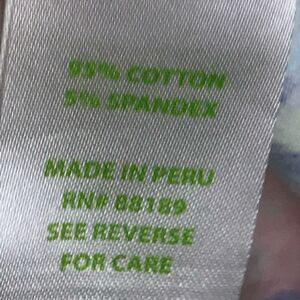 95% COTTON
5% SPANDEX
MADE IN PERU
RN# 88189
SEE REVERSE
FOR CARE